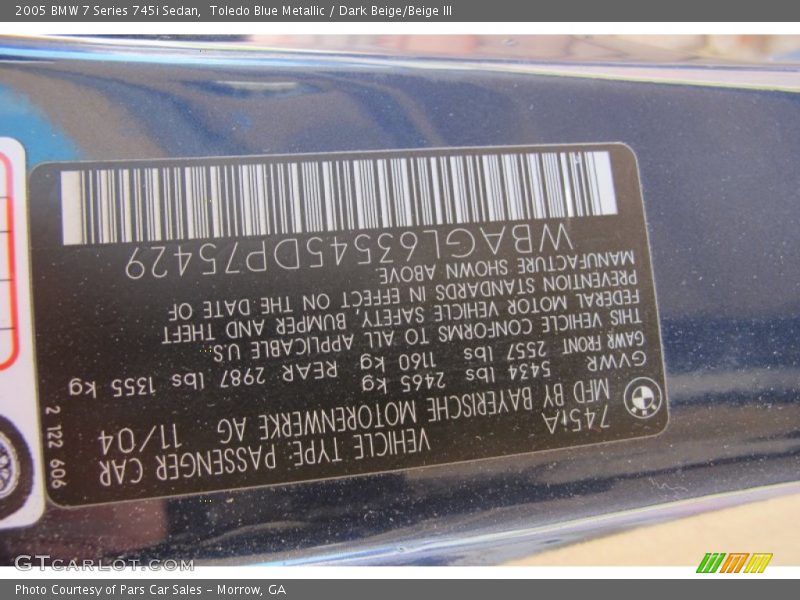 2005 BMW 7 Series 745i Sedan,  Toledo Blue Metallic / Dark Beige/Beige III
745iA
VEHICLE TYPE: PASSENGER CAR
MFD BY BAYERISCHE MOTORENWERKE AG 11/04
GVWR 5434 lbs 2465 kg
GAWR FRONT 2557 lbs 1160 kg REAR 2987 lbs 1355 kg
THIS VEHICLE CONFORMS TO ALL APPLICABLE U.S.
FEDERAL MOTOR VEHICLE SAFETY, BUMPER AND THEFT
PREVENTION STANDARDS IN EFFECT ON THE DATE OF
MANUFACTURE SHOWN ABOVE.
WBAGL63545DP75429
2 122 606
GTCARLOT.COM
Photo Courtesy of Pars Car Sales - Morrow, GA